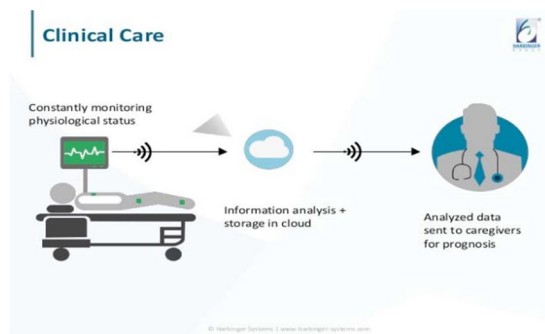 Clinical Care
HARBINGER
Constantly monitoring
physiological status
Information analysis +
storage in cloud
Analyzed data
sent to caregivers
for prognosis
© Harbinger Systems | www.harbinger-systems.com